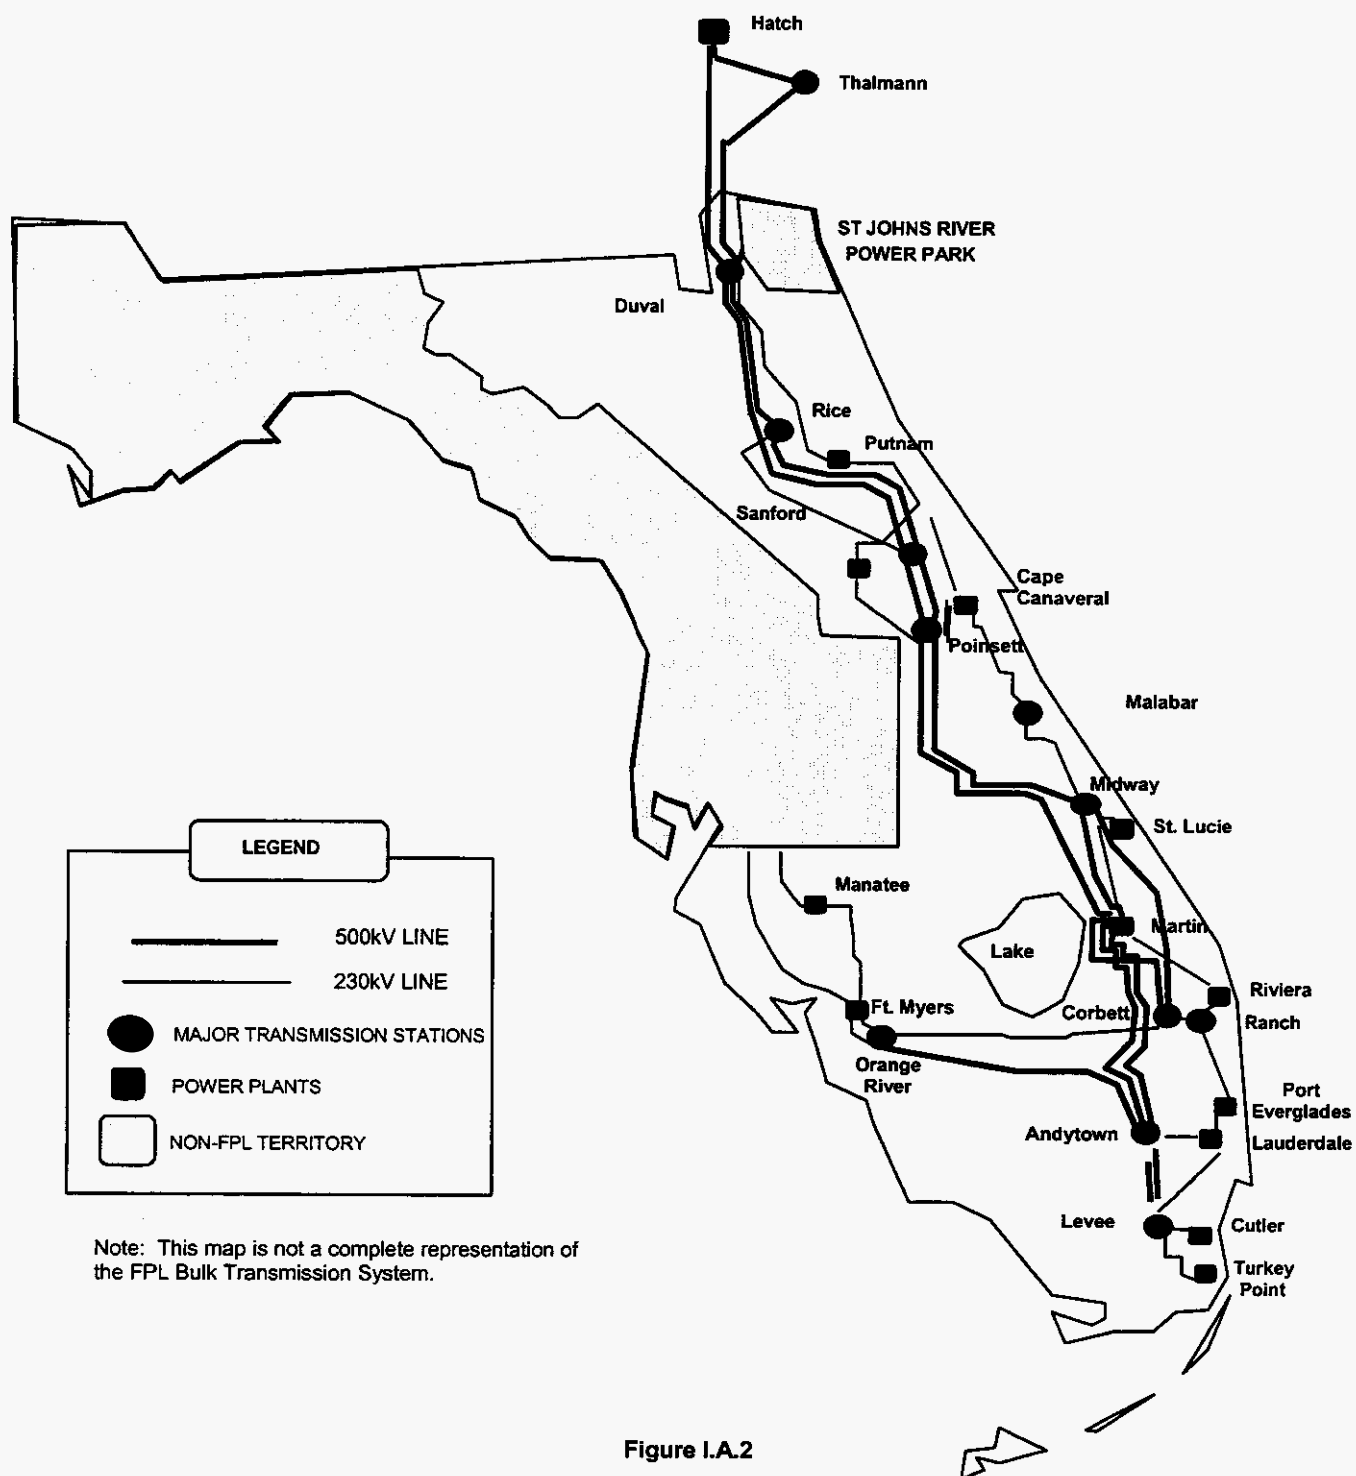 Hatch
Thalmann
ST JOHNS RIVER
POWER PARK
Duval
Rice
Putnam
Sanford
Cape
Canaveral
Poinsett
Malabar
Midway
St. Lucie
Manatee
Martin
Lake
Riviera
Ft. Myers
Corbett
Ranch
Orange
River
Port
Everglades
Andytown
Lauderdale
Levee
Cutler
Turkey
Point
LEGEND
500kV LINE
230kV LINE
MAJOR TRANSMISSION STATIONS
POWER PLANTS
NON-FPL TERRITORY
Note: This map is not a complete representation of
the FPL Bulk Transmission System.
Figure I.A.2